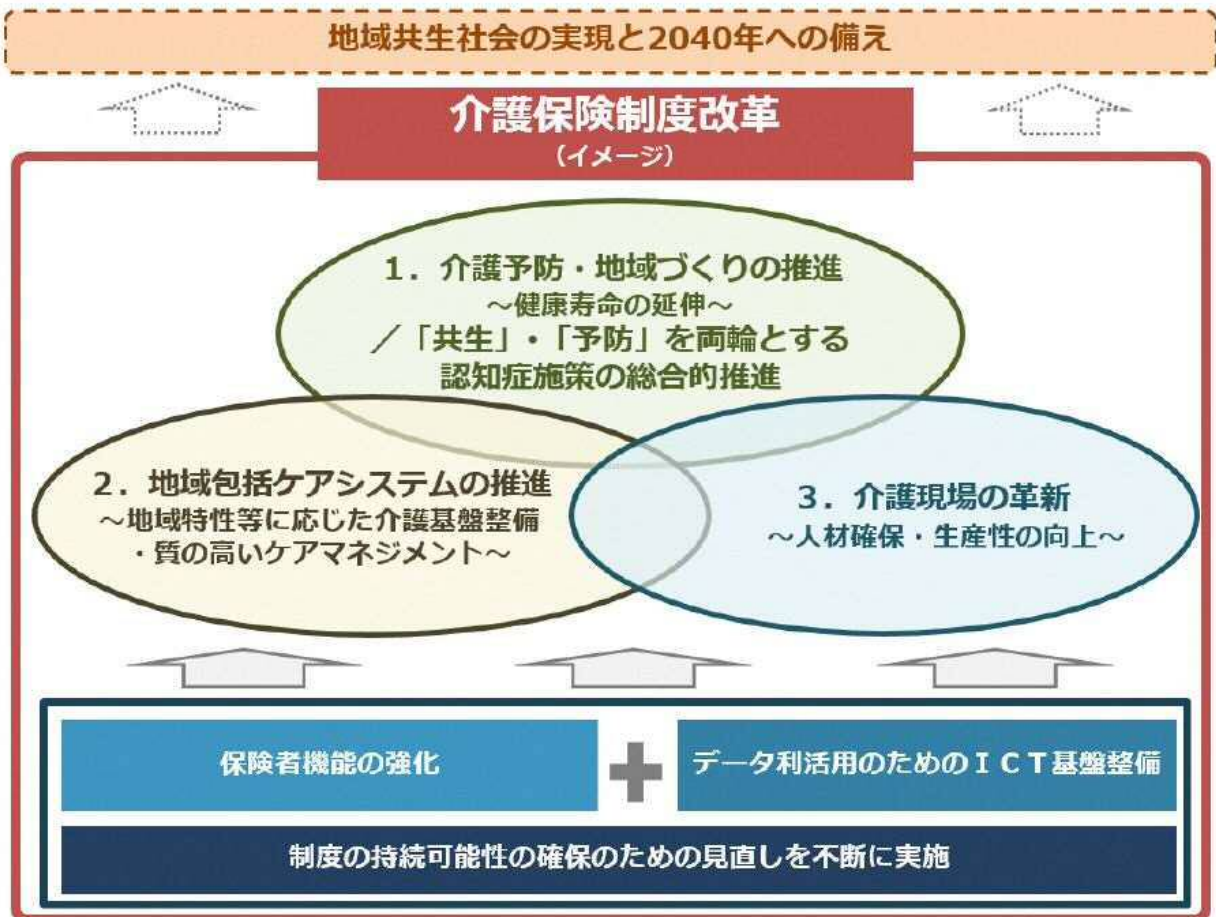 地域共生社会の実現と2040年への備え
介護保険制度改革
（イメージ）
１．介護予防・地域づくりの推進
～健康寿命の延伸～
／「共生」・「予防」を両輪とする
認知症施策の総合的推進
２．地域包括ケアシステムの推進
～地域特性等に応じた介護基盤整備
・質の高いケアマネジメント～
３．介護現場の革新
～人材確保・生産性の向上～
保険者機能の強化
データ利活用のためのＩＣＴ基盤整備
制度の持続可能性の確保のための見直しを不断に実施